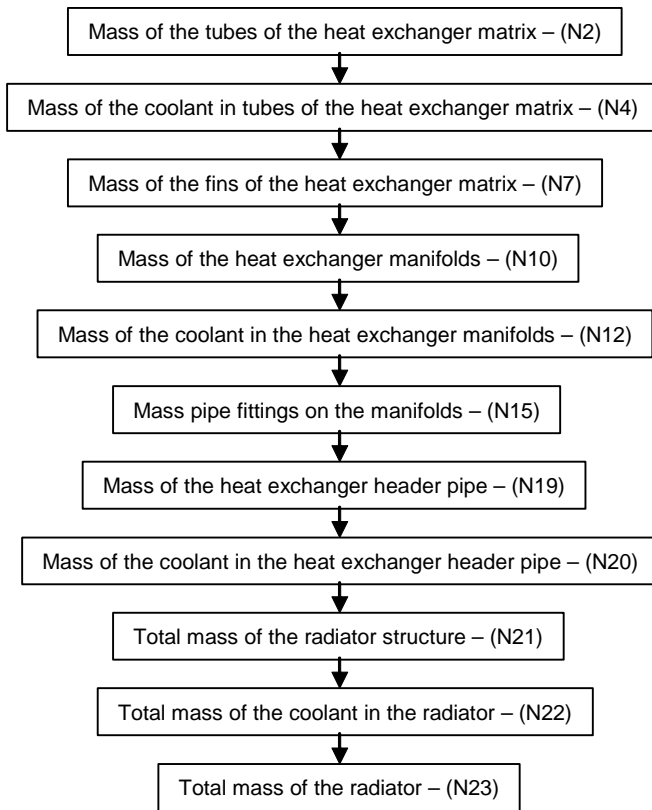 Mass of the tubes of the heat exchanger matrix – (N2)
Mass of the coolant in tubes of the heat exchanger matrix – (N4)
Mass of the fins of the heat exchanger matrix – (N7)
Mass of the heat exchanger manifolds – (N10)
Mass of the coolant in the heat exchanger manifolds – (N12)
Mass pipe fittings on the manifolds – (N15)
Mass of the heat exchanger header pipe – (N19)
Mass of the coolant in the heat exchanger header pipe – (N20)
Total mass of the radiator structure – (N21)
Total mass of the coolant in the radiator – (N22)
Total mass of the radiator – (N23)